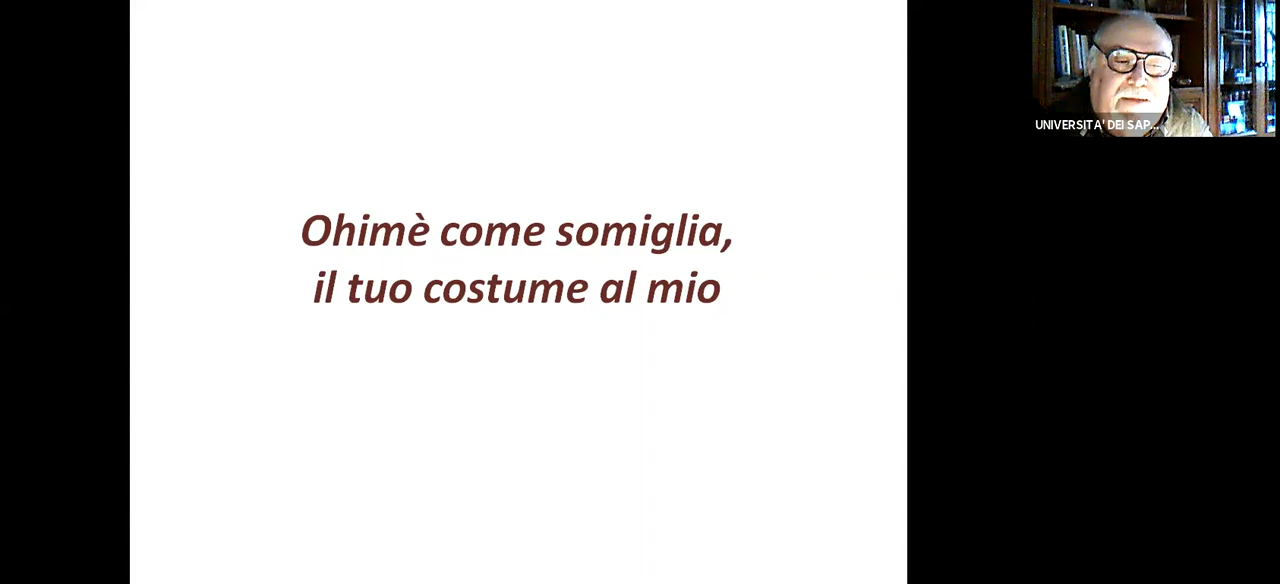 Ohimè come somiglia,
il tuo costume al mio
UNIVERSITA' DEI SAP...